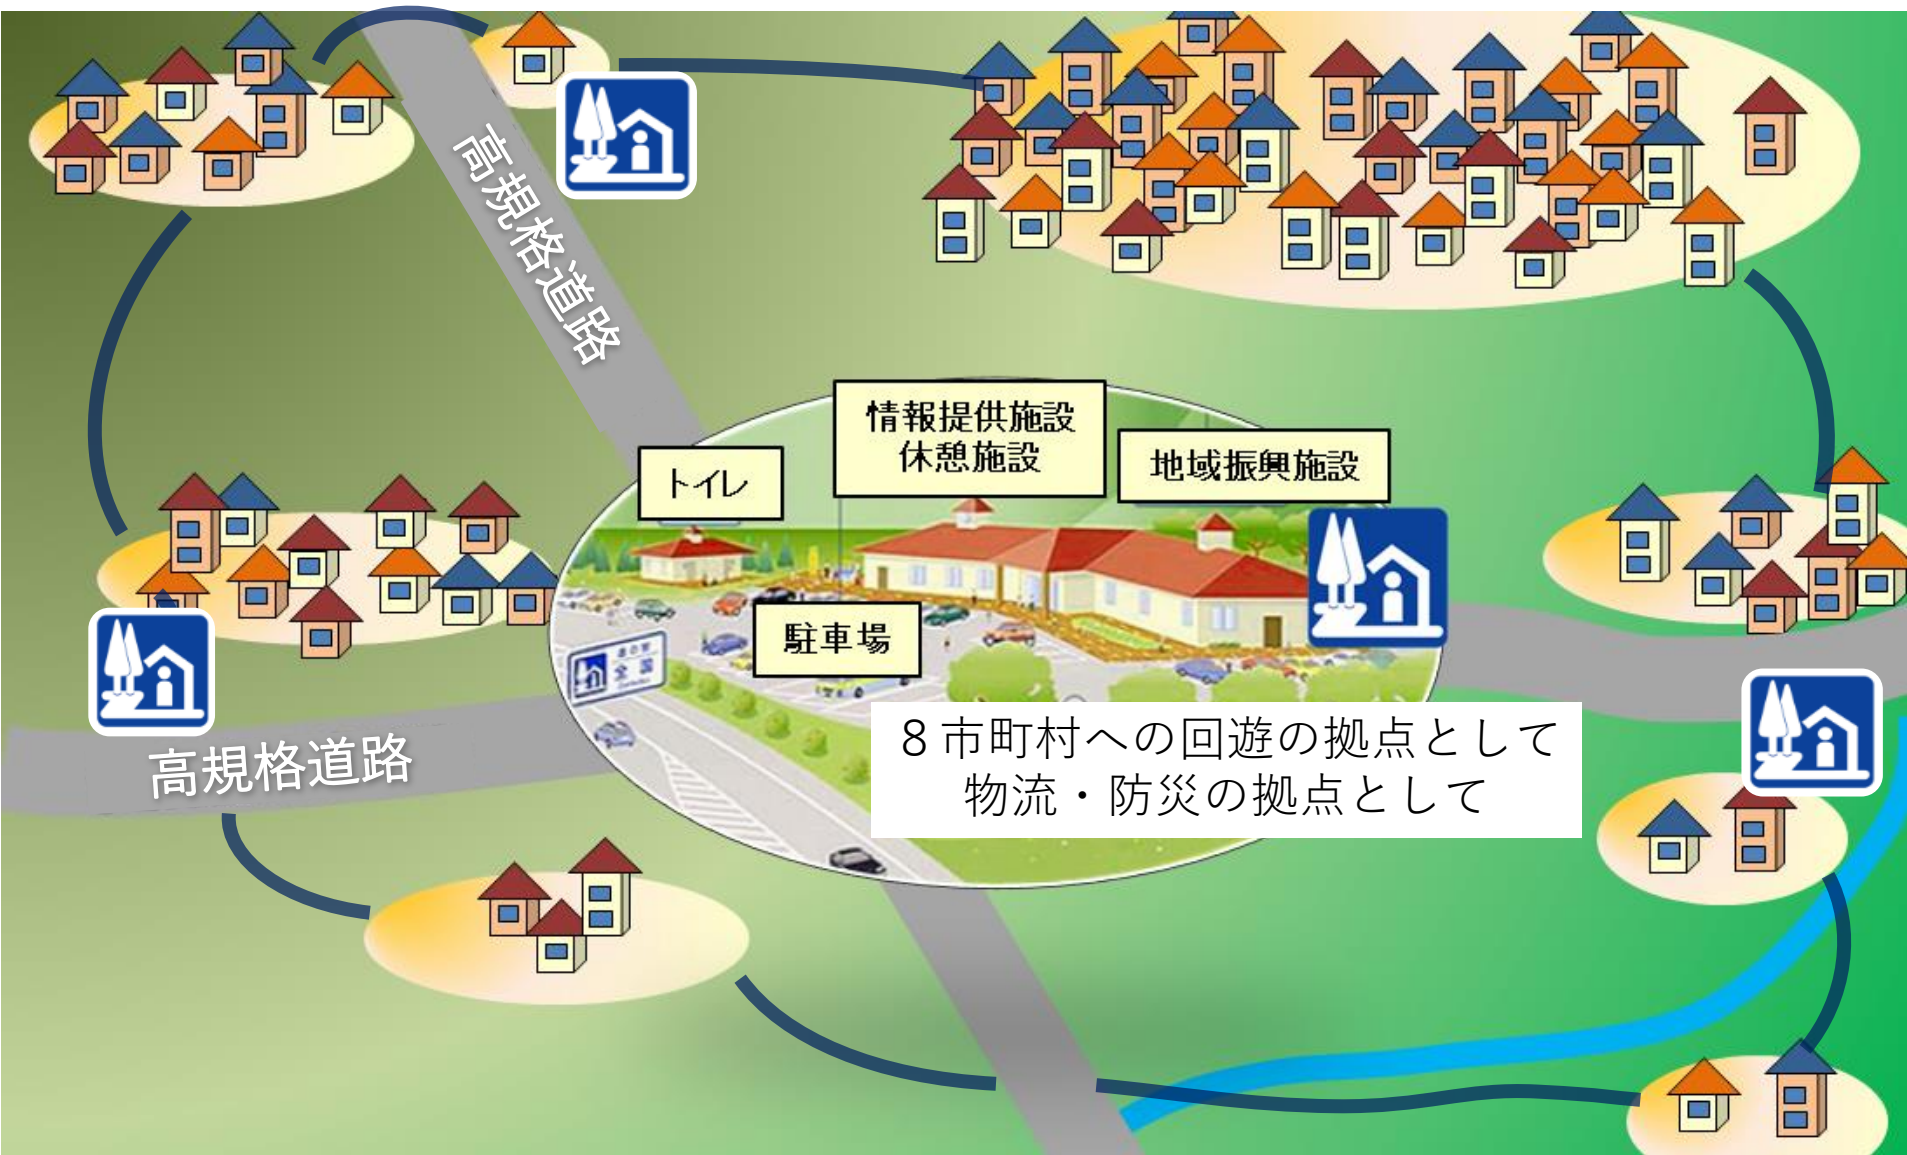 高規格道路
情報提供施設
休憩施設
トイレ
地域振興施設
駐車場
全国
8市町村への回遊の拠点として
物流・防災の拠点として
高規格道路